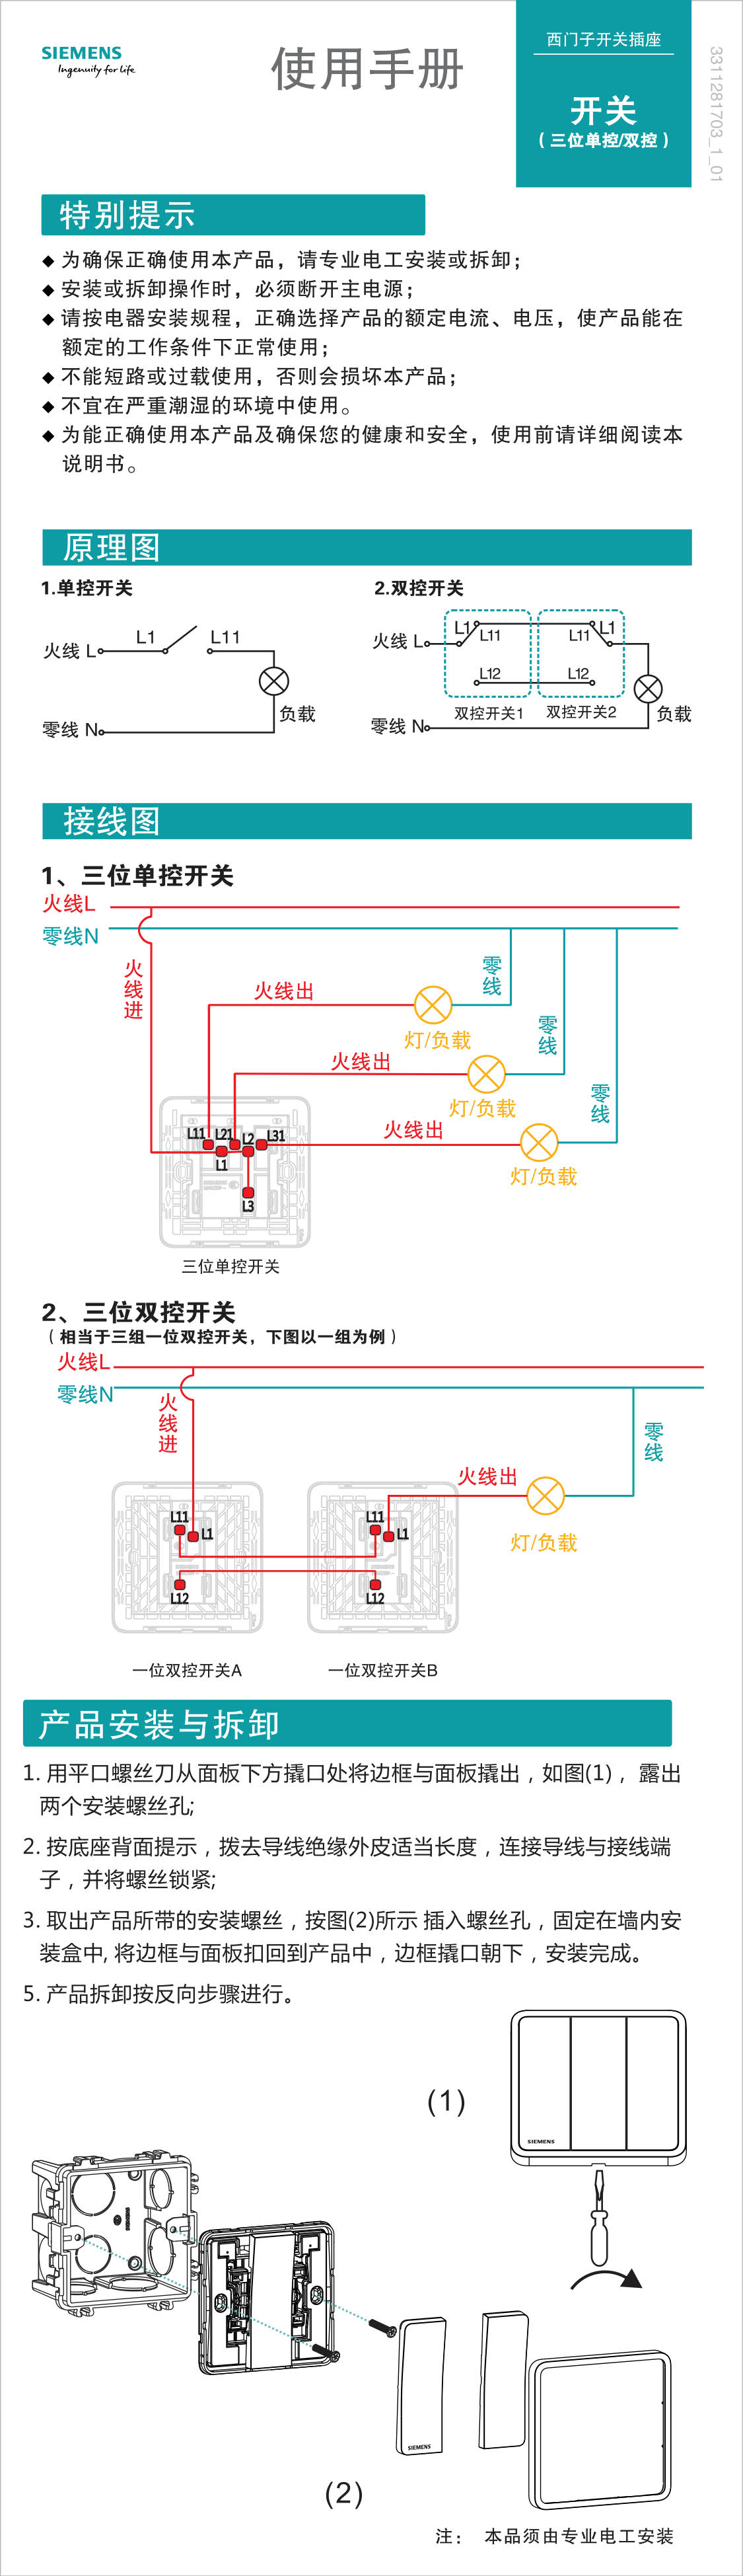 SIEMENS
Ingenuity for life
使用手册
西门子开关插座
开关
（三位单控/双控）
3311281703_1_01
特别提示
◆ 为确保正确使用本产品，请专业电工安装或拆卸；
◆ 安装或拆卸操作时，必须断开主电源；
◆ 请按电器安装规程，正确选择产品的额定电流、电压，使产品能在
额定的工作条件下正常使用；
◆ 不能短路或过载使用，否则会损坏本产品；
◆ 不宜在严重潮湿的环境中使用。
◆ 为能正确使用本产品及确保您的健康和安全，使用前请详细阅读本
说明书。
原理图
1.单控开关
火线 L
L1
L11
负载
零线 N
2.双控开关
火线 L
L1
L11
L11
L1
L12
L12
双控开关1
双控开关2
负载
零线 N
接线图
1、三位单控开关
火线L
零线N
火线进
火线出
零线
灯/负载
火线出
零线
灯/负载
火线出
零线
灯/负载
L11
L21
L2
L31
L1
L3
三位单控开关
2、三位双控开关
（相当于三组一位双控开关，下图以一组为例）
火线L
零线N
火线进
零线
火线出
灯/负载
L11
L1
L12
L11
L1
L12
一位双控开关A
一位双控开关B
产品安装与拆卸
1. 用平口螺丝刀从面板下方撬口处将边框与面板撬出，如图(1)，露出
两个安装螺丝孔;
2. 按底座背面提示，拨去导线绝缘外皮适当长度，连接导线与接线端
子，并将螺丝锁紧;
3. 取出产品所带的安装螺丝，按图(2)所示 插入螺丝孔，固定在墙内安
装盒中, 将边框与面板扣回到产品中，边框撬口朝下，安装完成。
5. 产品拆卸按反向步骤进行。
(1)
SIEMENS
SIEMENS
(2)
注： 本品须由专业电工安装